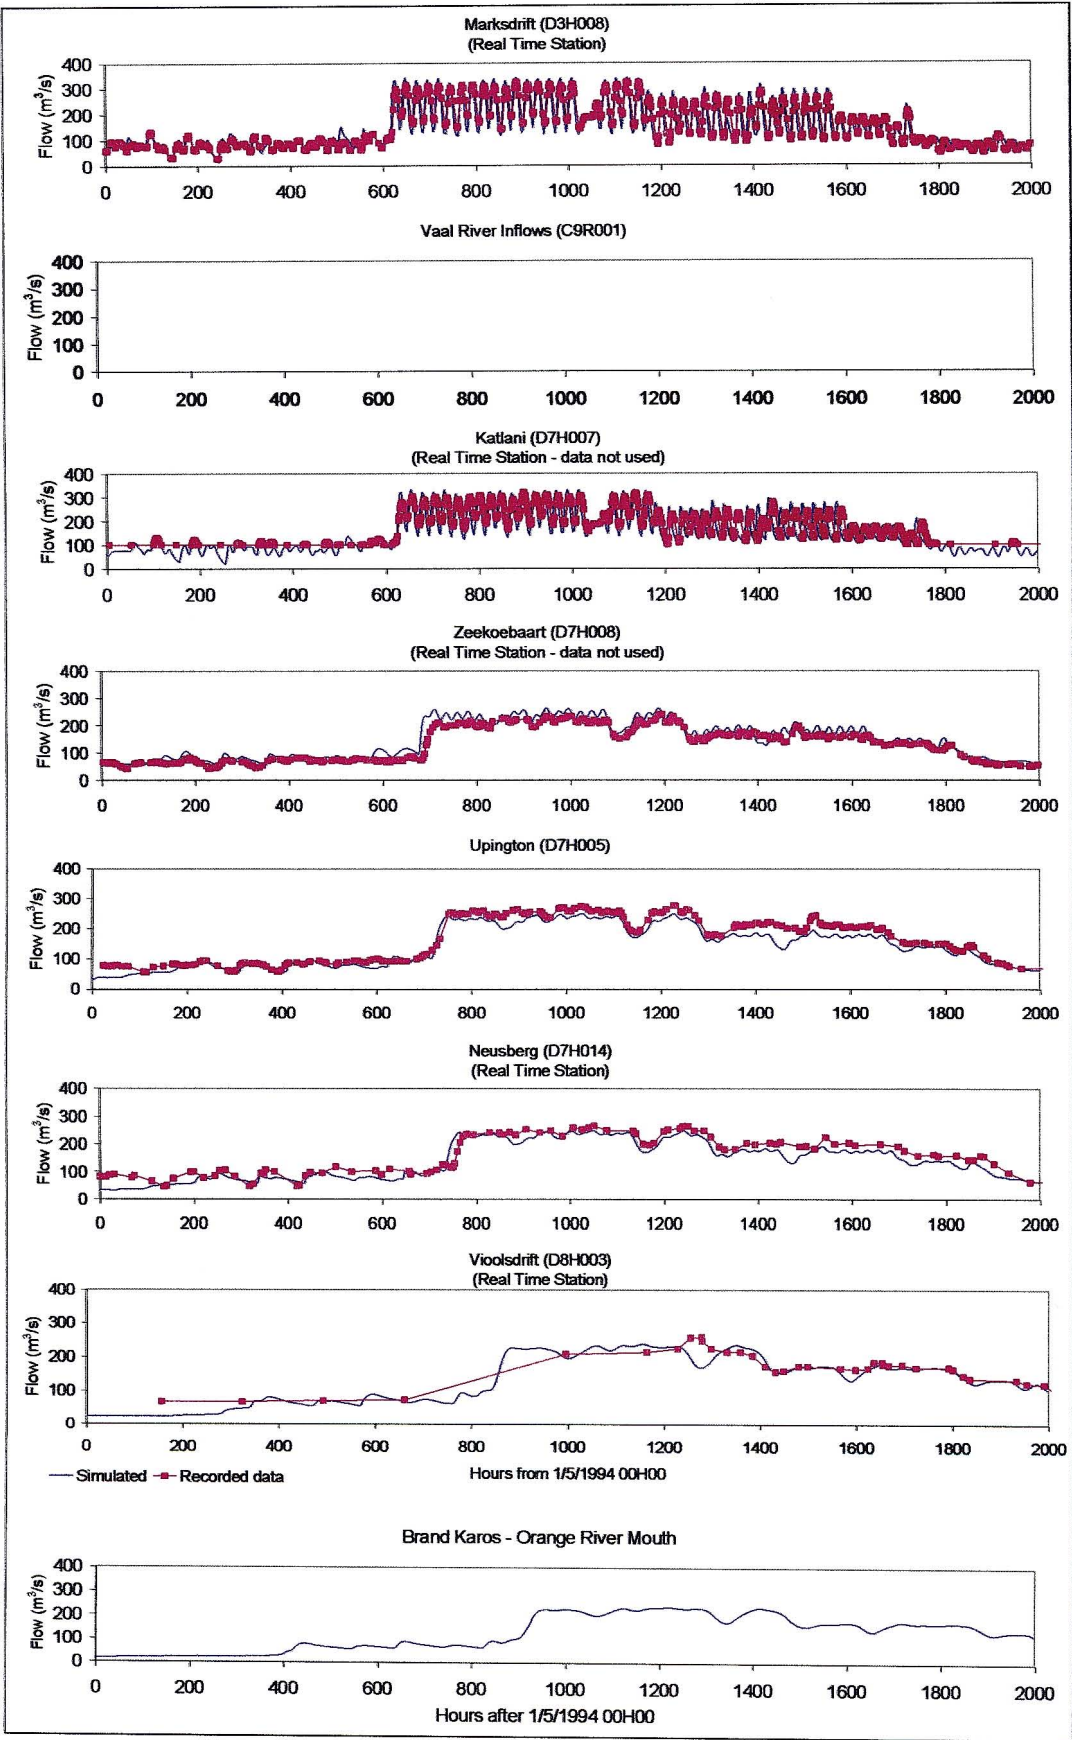 Marksdrift (D3H008)
(Real Time Station)
Flow (m³/s)
400
300
200
100
0
0 200 400 600 800 1000 1200 1400 1600 1800 2000
Vaal River Inflows (C9R001)
Flow (m³/s)
400
300
200
100
0
0 200 400 600 800 1000 1200 1400 1600 1800 2000
Katlani (D7H007)
(Real Time Station - data not used)
Flow (m³/s)
400
300
200
100
0
0 200 400 600 800 1000 1200 1400 1600 1800 2000
Zeekoebaart (D7H008)
(Real Time Station - data not used)
Flow (m³/s)
400
300
200
100
0
0 200 400 600 800 1000 1200 1400 1600 1800 2000
Upington (D7H005)
Flow (m³/s)
400
300
200
100
0
0 200 400 600 800 1000 1200 1400 1600 1800 2000
Neusberg (D7H014)
(Real Time Station)
Flow (m³/s)
400
300
200
100
0
0 200 400 600 800 1000 1200 1400 1600 1800 2000
Vioolsdrift (D8H003)
(Real Time Station)
Flow (m³/s)
400
300
200
100
0
0 200 400 600 800 1000 1200 1400 1600 1800 2000
Simulated Recorded data
Hours from 1/5/1994 00H00
Brand Karos - Orange River Mouth
Flow (m³/s)
400
300
200
100
0
0 200 400 600 800 1000 1200 1400 1600 1800 2000
Hours after 1/5/1994 00H00